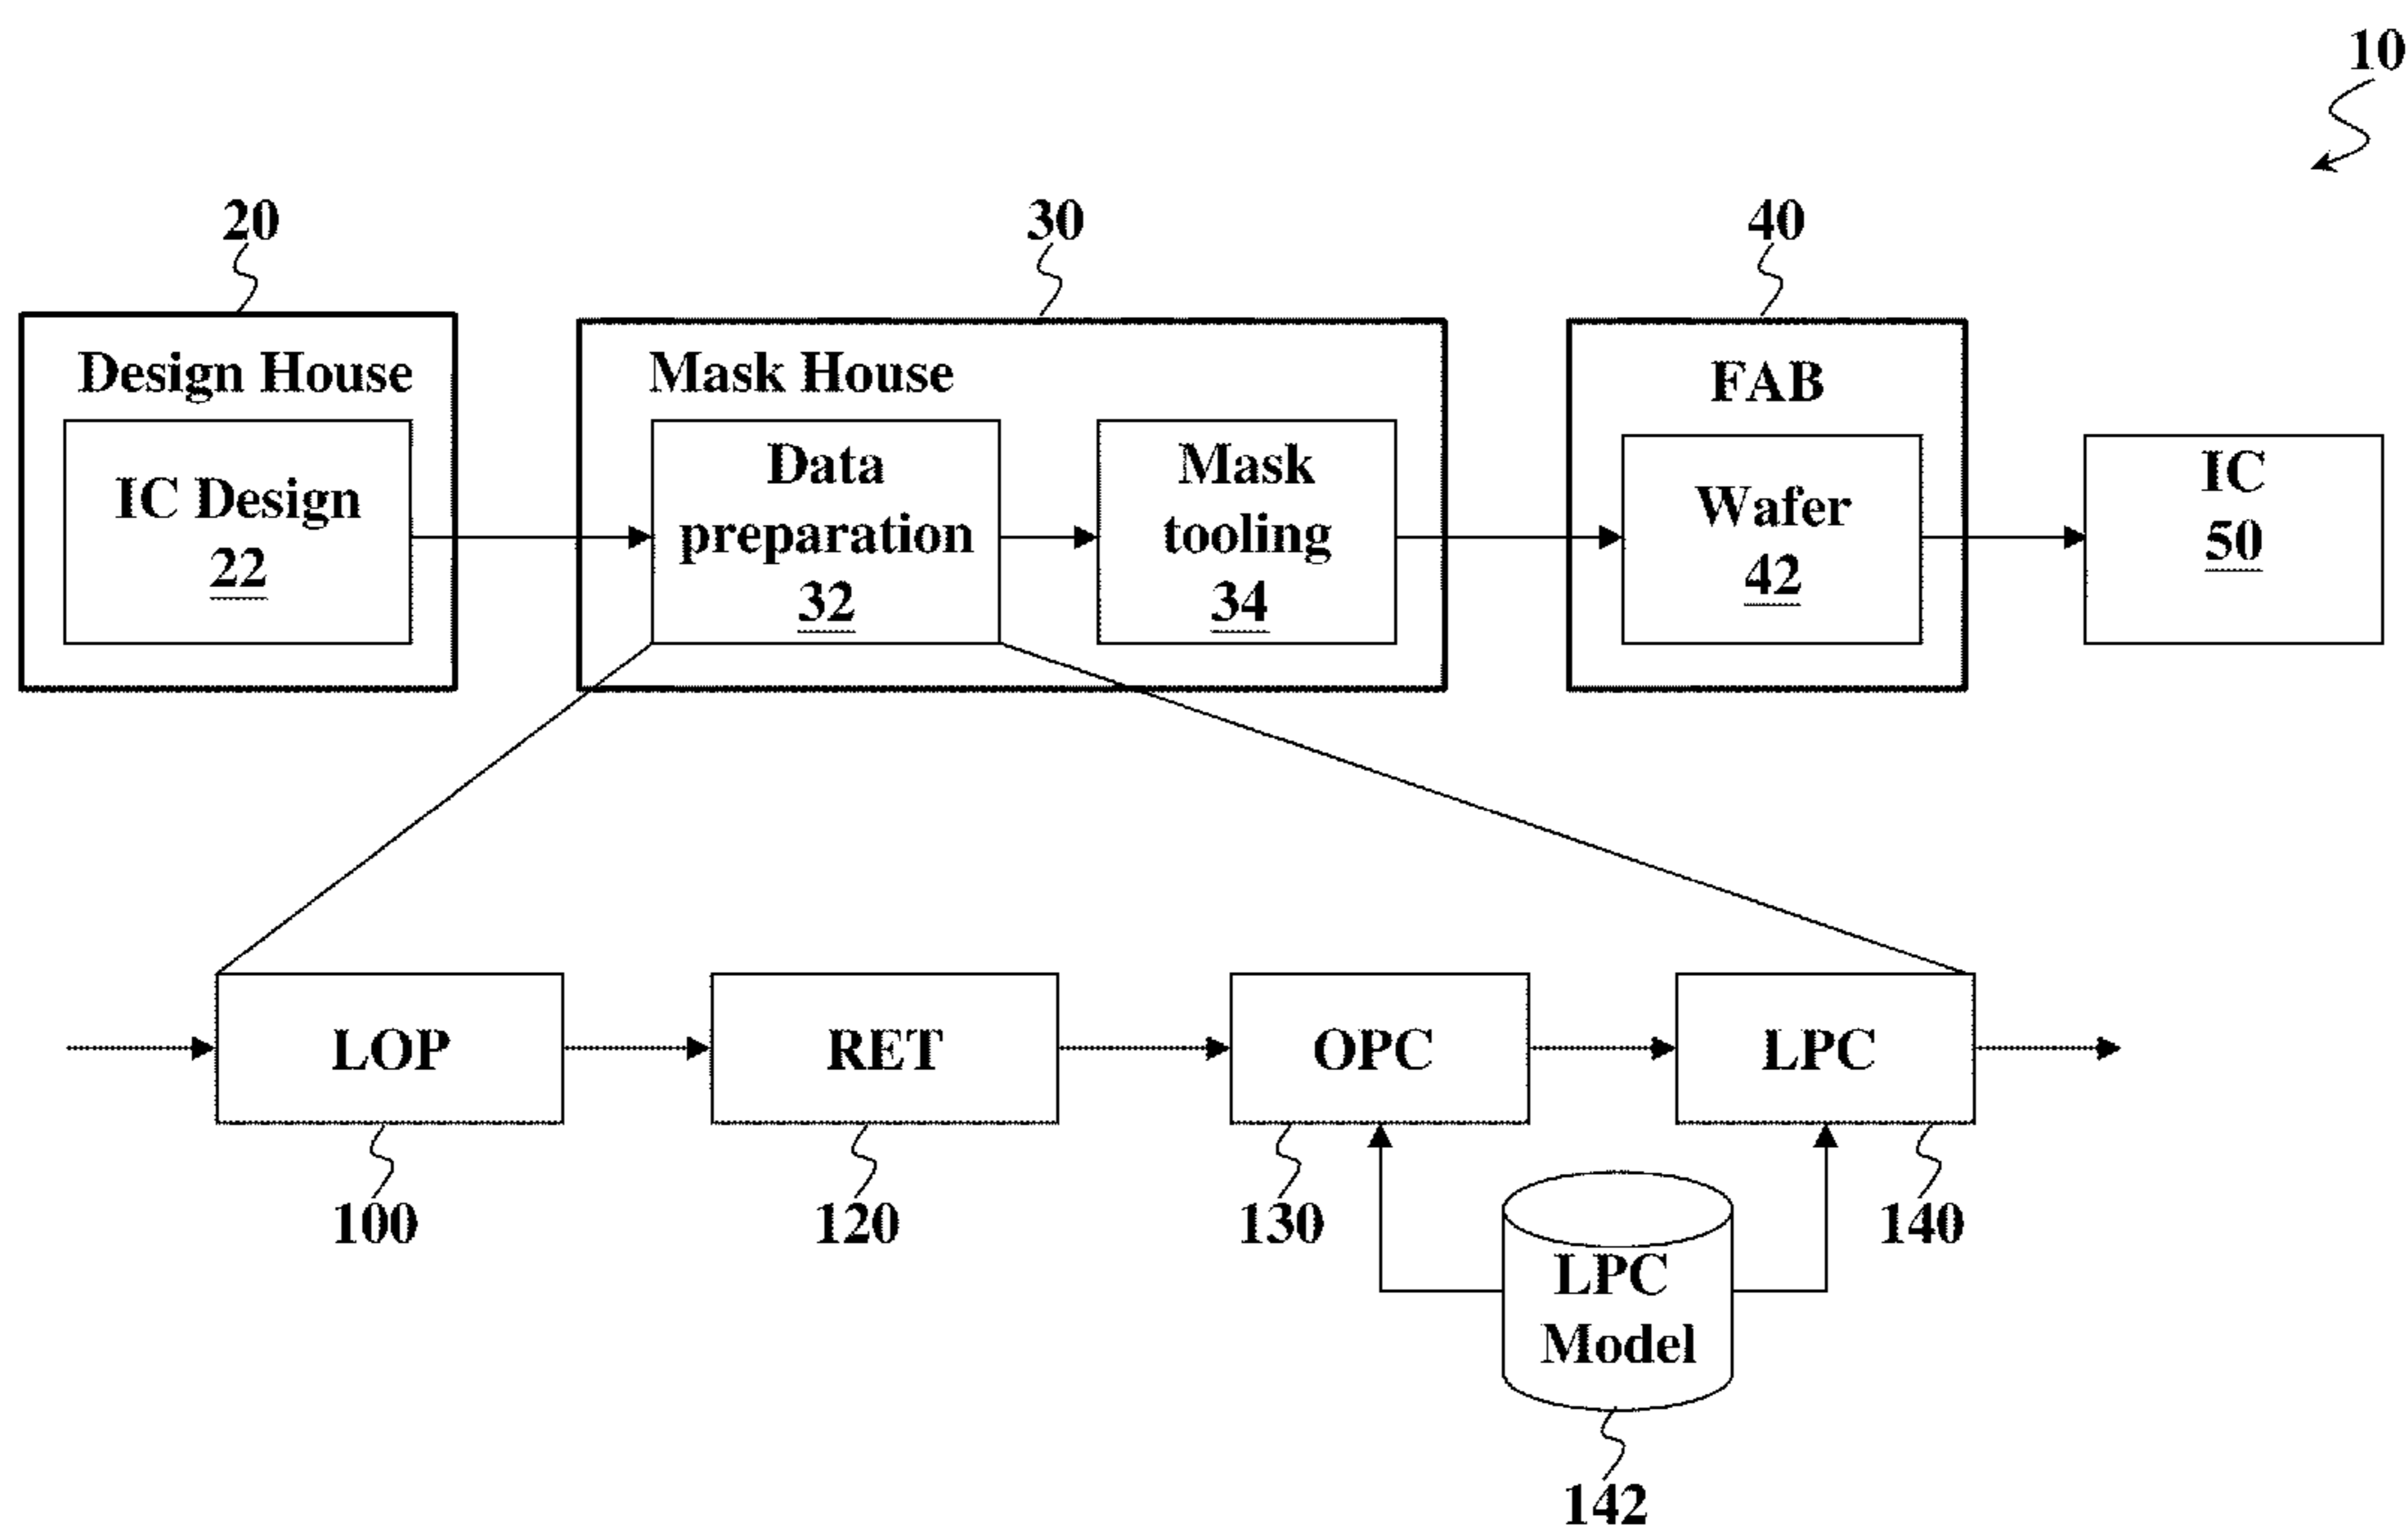 10
20
30
40
Design House
Mask House
FAB
IC Design
22
Data
preparation
32
Mask
tooling
34
Wafer
42
IC
50
LOP
RET
OPC
LPC
100
120
130
140
LPC
Model
142